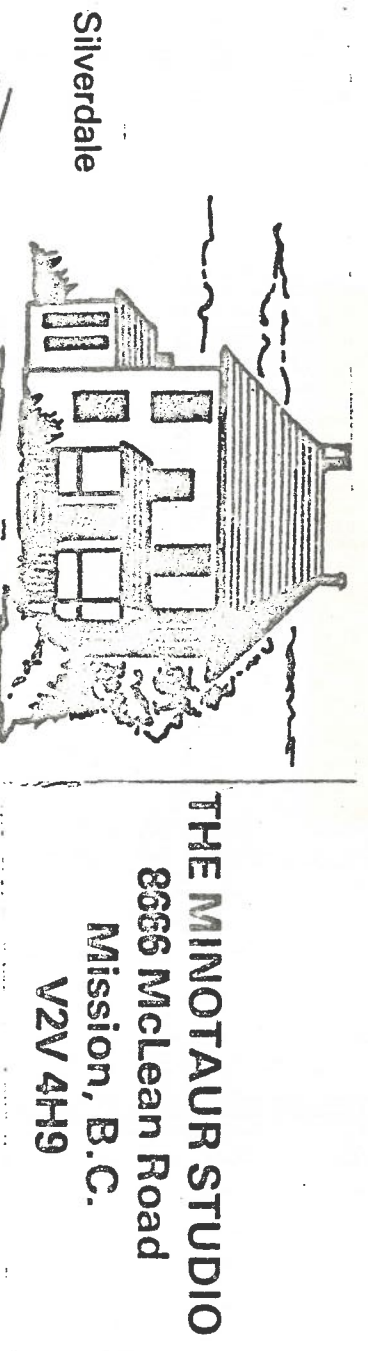 Silverdale
THE MINOTAUR STUDIO
8666 McLean Road
Mission, B.C.
V2V 4H9